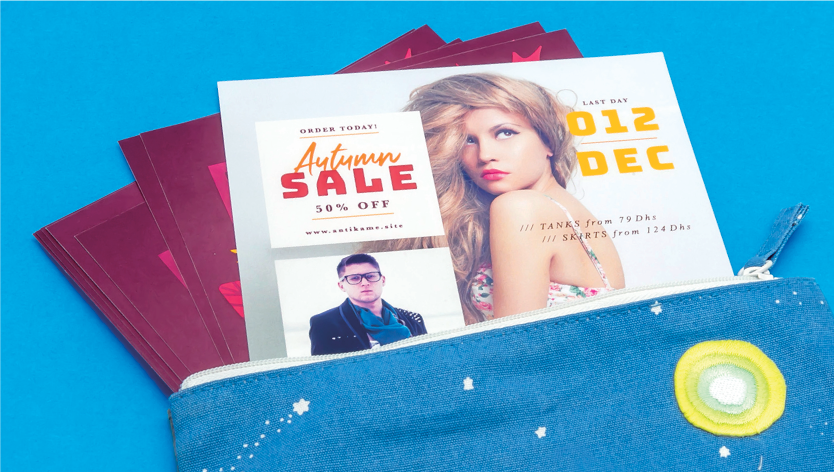 ORDER TODAY!
Autumn
SALE
50% OFF
www.antikame.site
LAST DAY
012
DEC
/// TANKS from 79 Dhs
/// SKIRTS from 124 Dhs